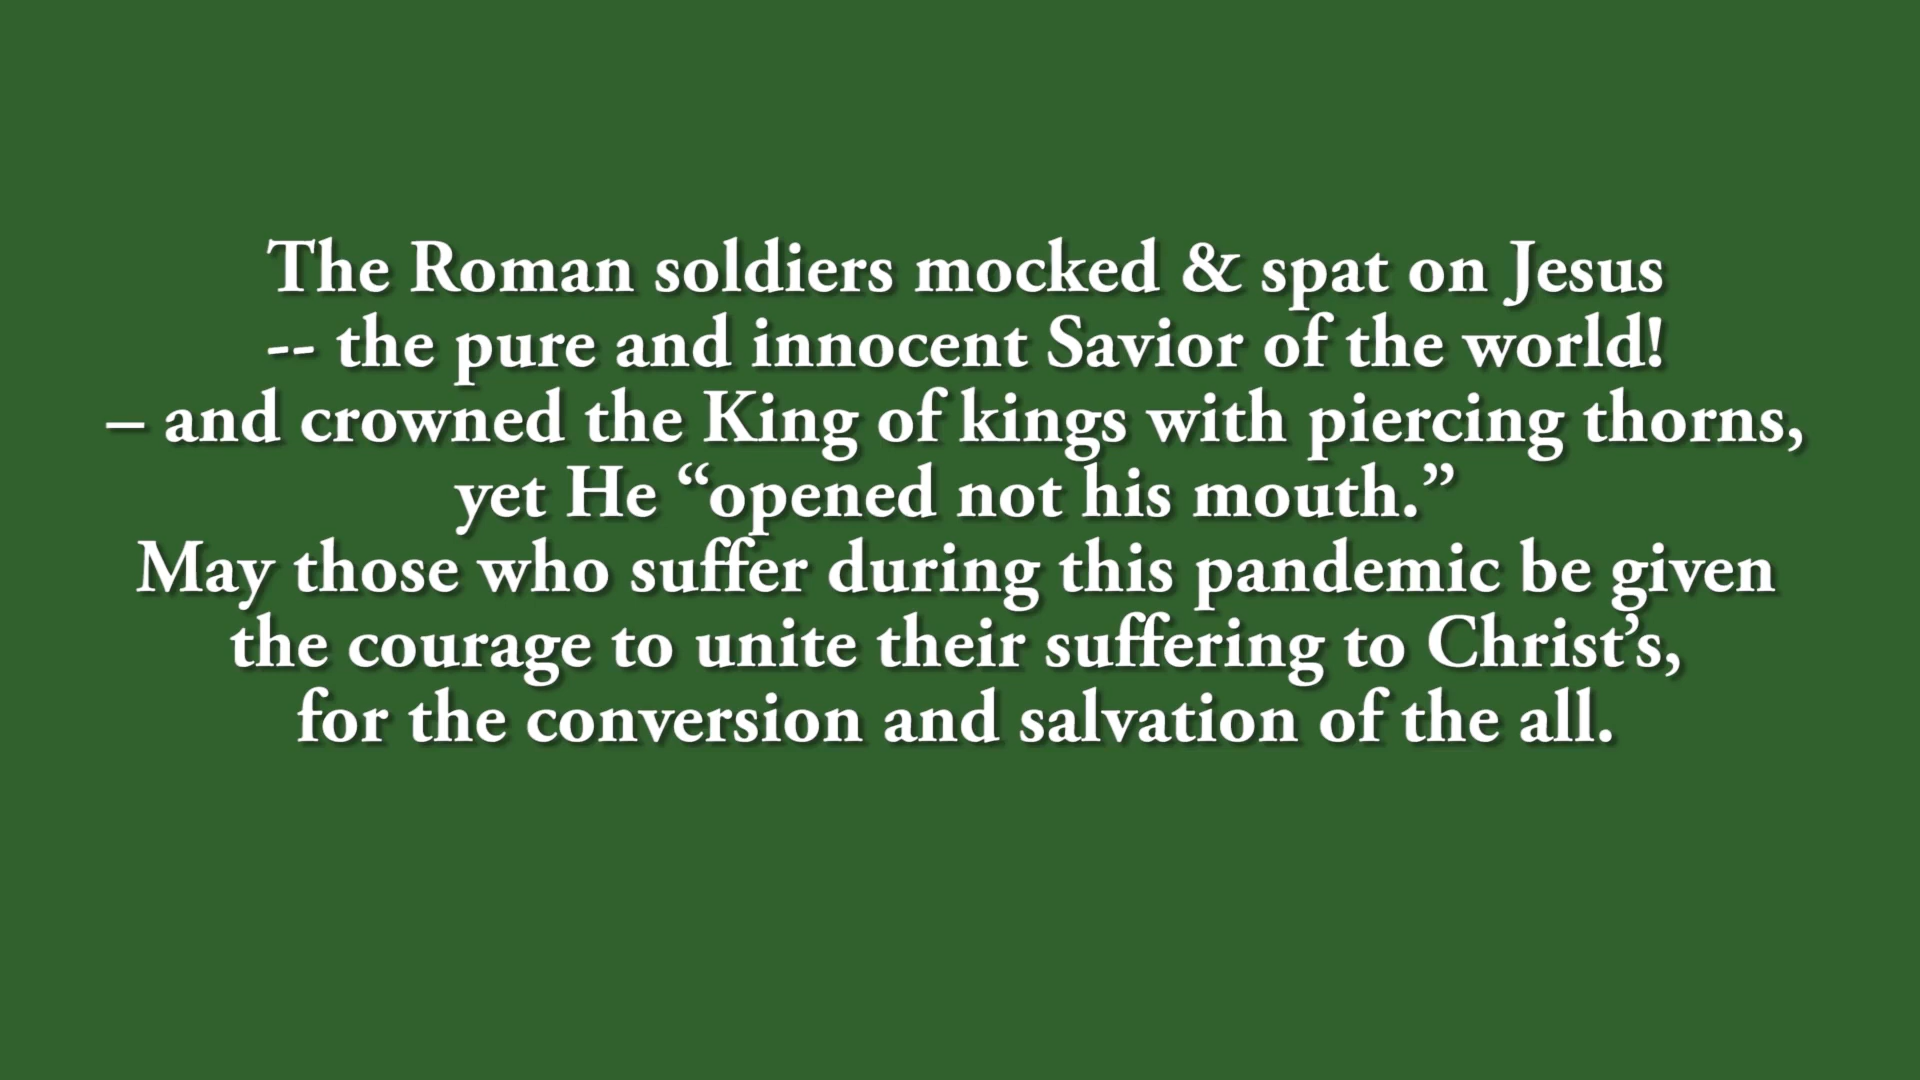 The Roman soldiers mocked & spat on Jesus
-- the pure and innocent Savior of the world!
– and crowned the King of kings with piercing thorns,
yet He “opened not his mouth.”
May those who suffer during this pandemic be given
the courage to unite their suffering to Christ’s,
for the conversion and salvation of the all.